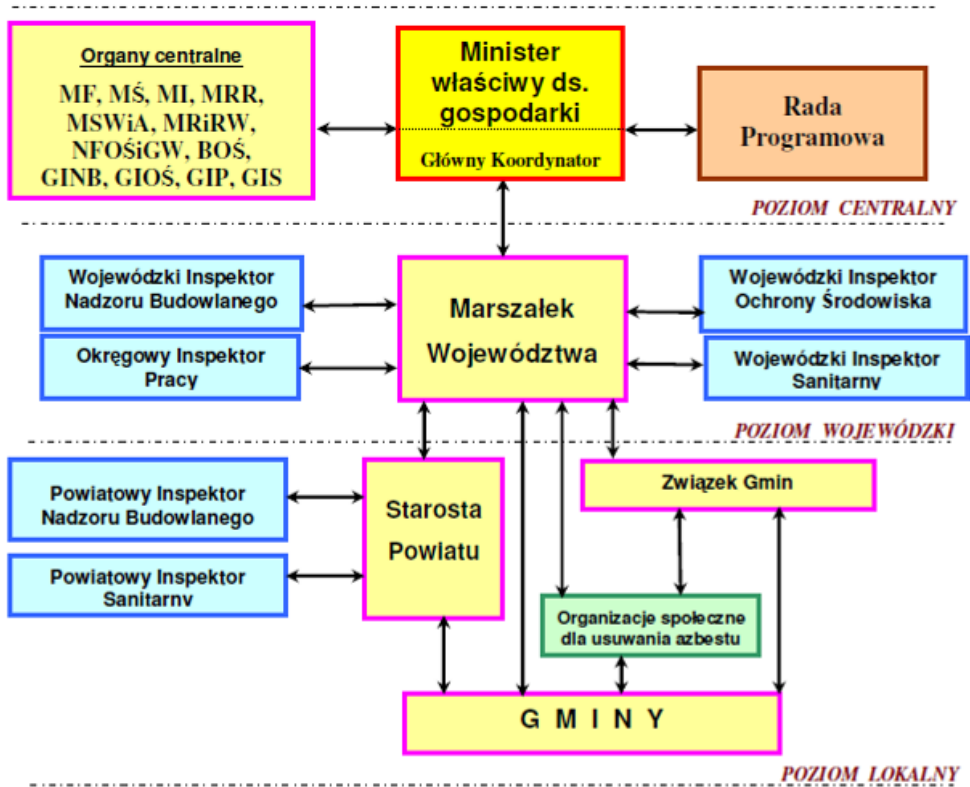 Organy centralne
MF, MŚ, MI, MRR,
MSWiA, MRiRW,
NFOŚiGW, BOŚ,
GINB, GIOŚ, GIP, GIS
Minister
właściwy ds.
gospodarki
Główny Koordynator
Rada
Programowa
POZIOM CENTRALNY
Wojewódzki Inspektor
Nadzoru Budowlanego
Okręgowy Inspektor
Pracy
Marszałek
Województwa
Wojewódzki Inspektor
Ochrony Środowiska
Wojewódzki Inspektor
Sanitarny
POZIOM WOJEWÓDZKI
Powiatowy Inspektor
Nadzoru Budowlanego
Powiatowy Inspektor
Sanitarny
Starosta
Powiatu
Związek Gmin
Organizacje społeczne
dla usuwania azbestu
G M I N Y
POZIOM LOKALNY